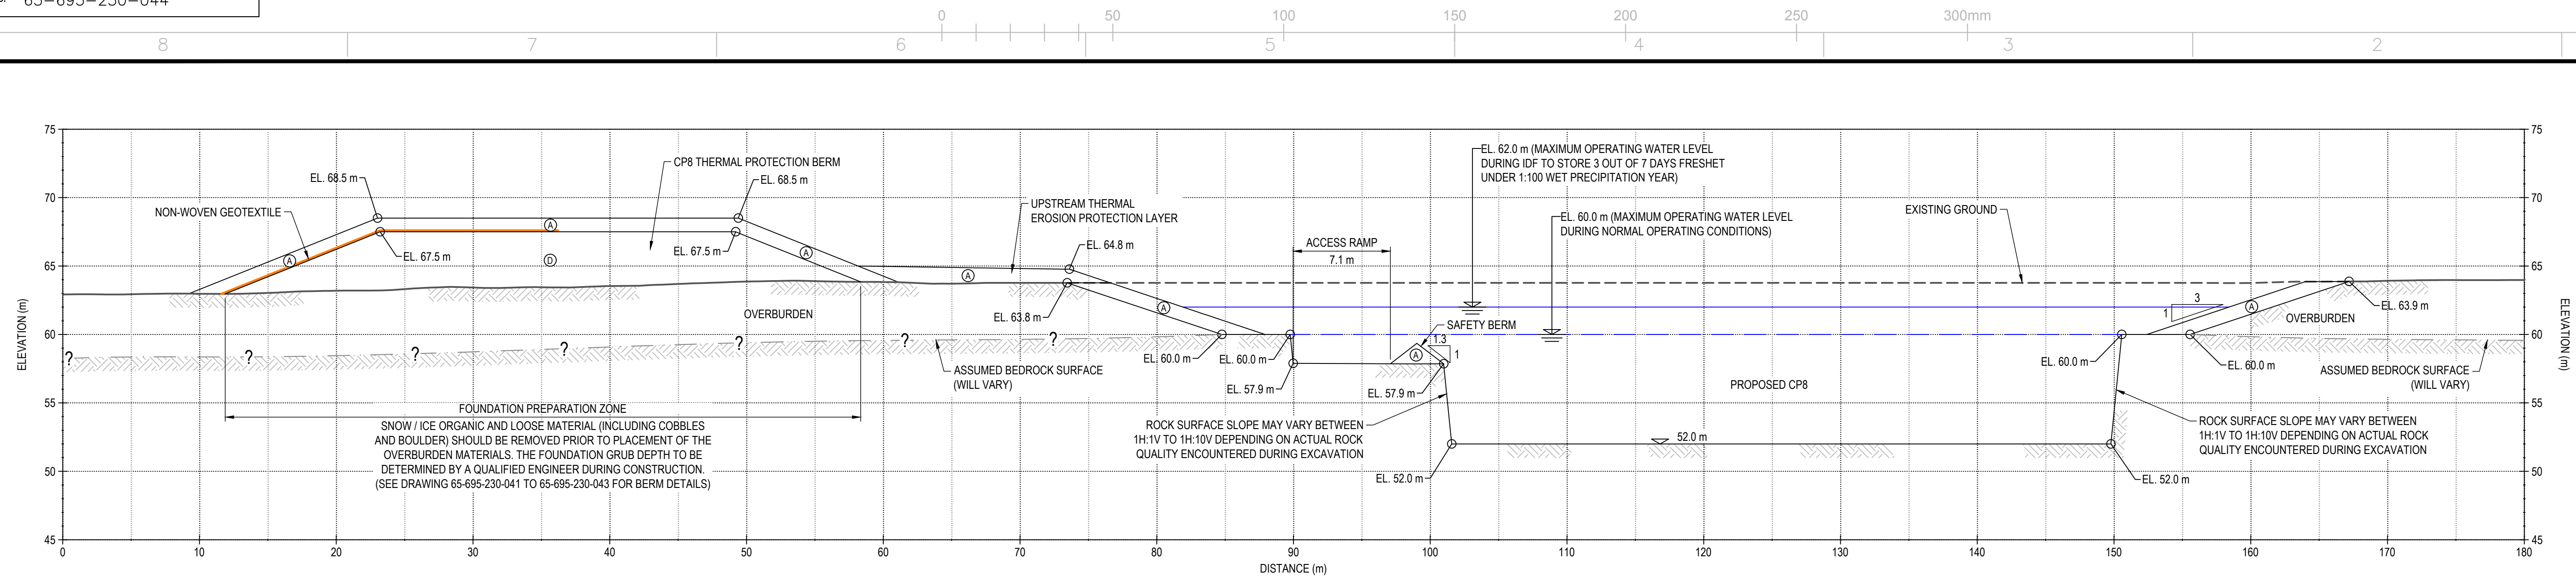 65-695-230-044
0 50 100 150 200 250 300mm
8 7 6 5 4 3 2
75
70
65
60
55
50
45
ELEVATION (m)
EL. 68.5 m
NON-WOVEN GEOTEXTILE
A
A
D
EL. 67.5 m
CP8 THERMAL PROTECTION BERM
EL. 68.5 m
EL. 67.5 m
A
UPSTREAM THERMAL
EROSION PROTECTION LAYER
A
EL. 64.8 m
EL. 63.8 m
A
OVERBURDEN
? ? ? ? ? ? ?
ASSUMED BEDROCK SURFACE
(WILL VARY)
FOUNDATION PREPARATION ZONE
SNOW / ICE ORGANIC AND LOOSE MATERIAL (INCLUDING COBBLES
AND BOULDER) SHOULD BE REMOVED PRIOR TO PLACEMENT OF THE
OVERBURDEN MATERIALS. THE FOUNDATION GRUB DEPTH TO BE
DETERMINED BY A QUALIFIED ENGINEER DURING CONSTRUCTION.
(SEE DRAWING 65-695-230-041 TO 65-695-230-043 FOR BERM DETAILS)
EL. 60.0 m
EL. 60.0 m
EL. 57.9 m
ACCESS RAMP
7.1 m
SAFETY BERM
1.3
1
A
EL. 57.9 m
EL. 62.0 m (MAXIMUM OPERATING WATER LEVEL
DURING IDF TO STORE 3 OUT OF 7 DAYS FRESHET
UNDER 1:100 WET PRECIPITATION YEAR)
EL. 60.0 m (MAXIMUM OPERATING WATER LEVEL
DURING NORMAL OPERATING CONDITIONS)
EXISTING GROUND
ROCK SURFACE SLOPE MAY VARY BETWEEN
1H:1V TO 1H:10V DEPENDING ON ACTUAL ROCK
QUALITY ENCOUNTERED DURING EXCAVATION
EL. 52.0 m
52.0 m
PROPOSED CP8
3
1
A
EL. 63.9 m
OVERBURDEN
EL. 60.0 m
EL. 60.0 m
ASSUMED BEDROCK SURFACE
(WILL VARY)
ROCK SURFACE SLOPE MAY VARY BETWEEN
1H:1V TO 1H:10V DEPENDING ON ACTUAL ROCK
QUALITY ENCOUNTERED DURING EXCAVATION
EL. 52.0 m
75
70
65
60
55
50
45
ELEVATION (m)
0 10 20 30 40 50 60 70 80 90 100 110 120 130 140 150 160 170 180
DISTANCE (m)